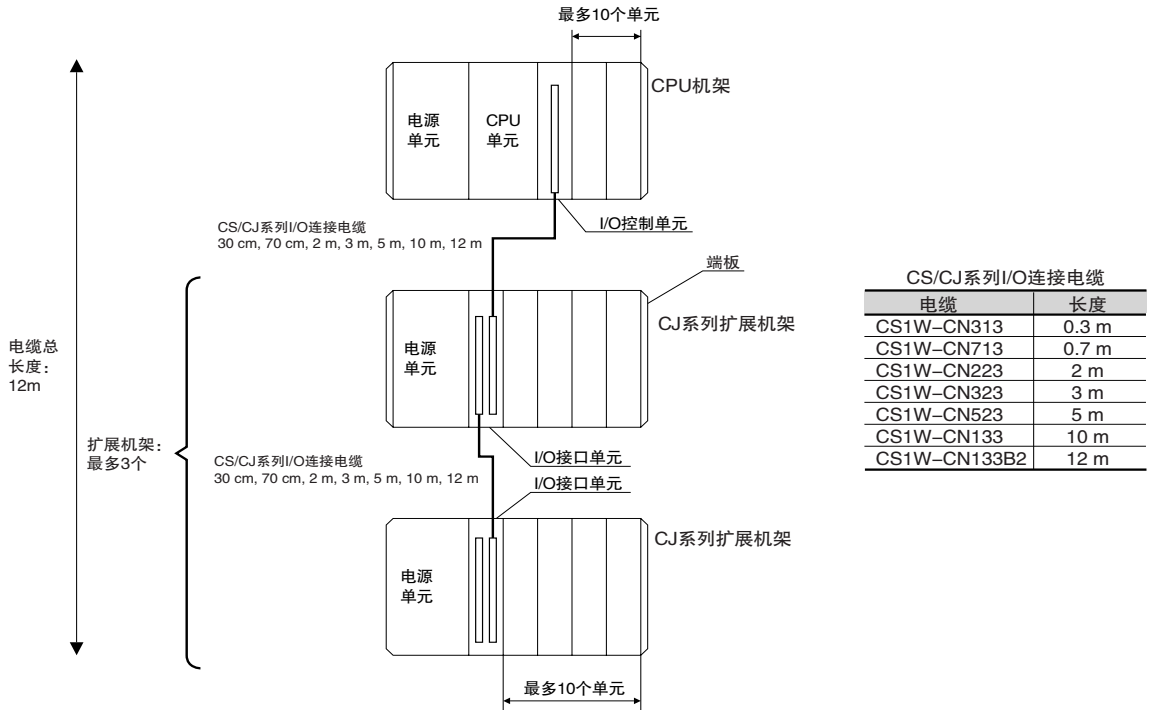 最多10个单元
CPU机架
电源
单元
CPU
单元
CS/CJ系列I/O连接电缆
30 cm, 70 cm, 2 m, 3 m, 5 m, 10 m, 12 m
I/O控制单元
端板
CJ系列扩展机架
电源
单元
电缆总
长度：
12m
扩展机架：
最多3个
I/O接口单元
CS/CJ系列I/O连接电缆
30 cm, 70 cm, 2 m, 3 m, 5 m, 10 m, 12 m
I/O接口单元
CJ系列扩展机架
电源
单元
最多10个单元
CS/CJ系列I/O连接电缆
电缆 长度
CS1W–CN313 0.3 m
CS1W–CN713 0.7 m
CS1W–CN223 2 m
CS1W–CN323 3 m
CS1W–CN523 5 m
CS1W–CN133 10 m
CS1W–CN133B2 12 m